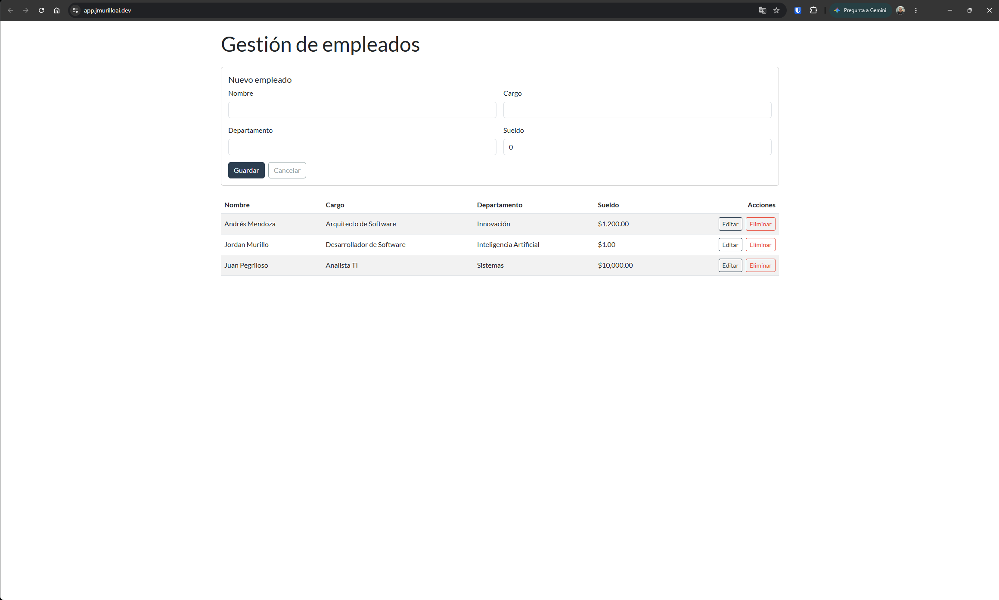 app.jmurilloai.dev
Pregunta a Gemini
Gestión de empleados
Nuevo empleado
Nombre Cargo
Departamento Sueldo
0
Guardar Cancelar
Nombre Cargo Departamento Sueldo Acciones
Andrés Mendoza Arquitecto de Software Innovación $1,200.00 Editar Eliminar
Jordan Murillo Desarrollador de Software Inteligencia Artificial $1.00 Editar Eliminar
Juan Pegriloso Analista TI Sistemas $10,000.00 Editar Eliminar